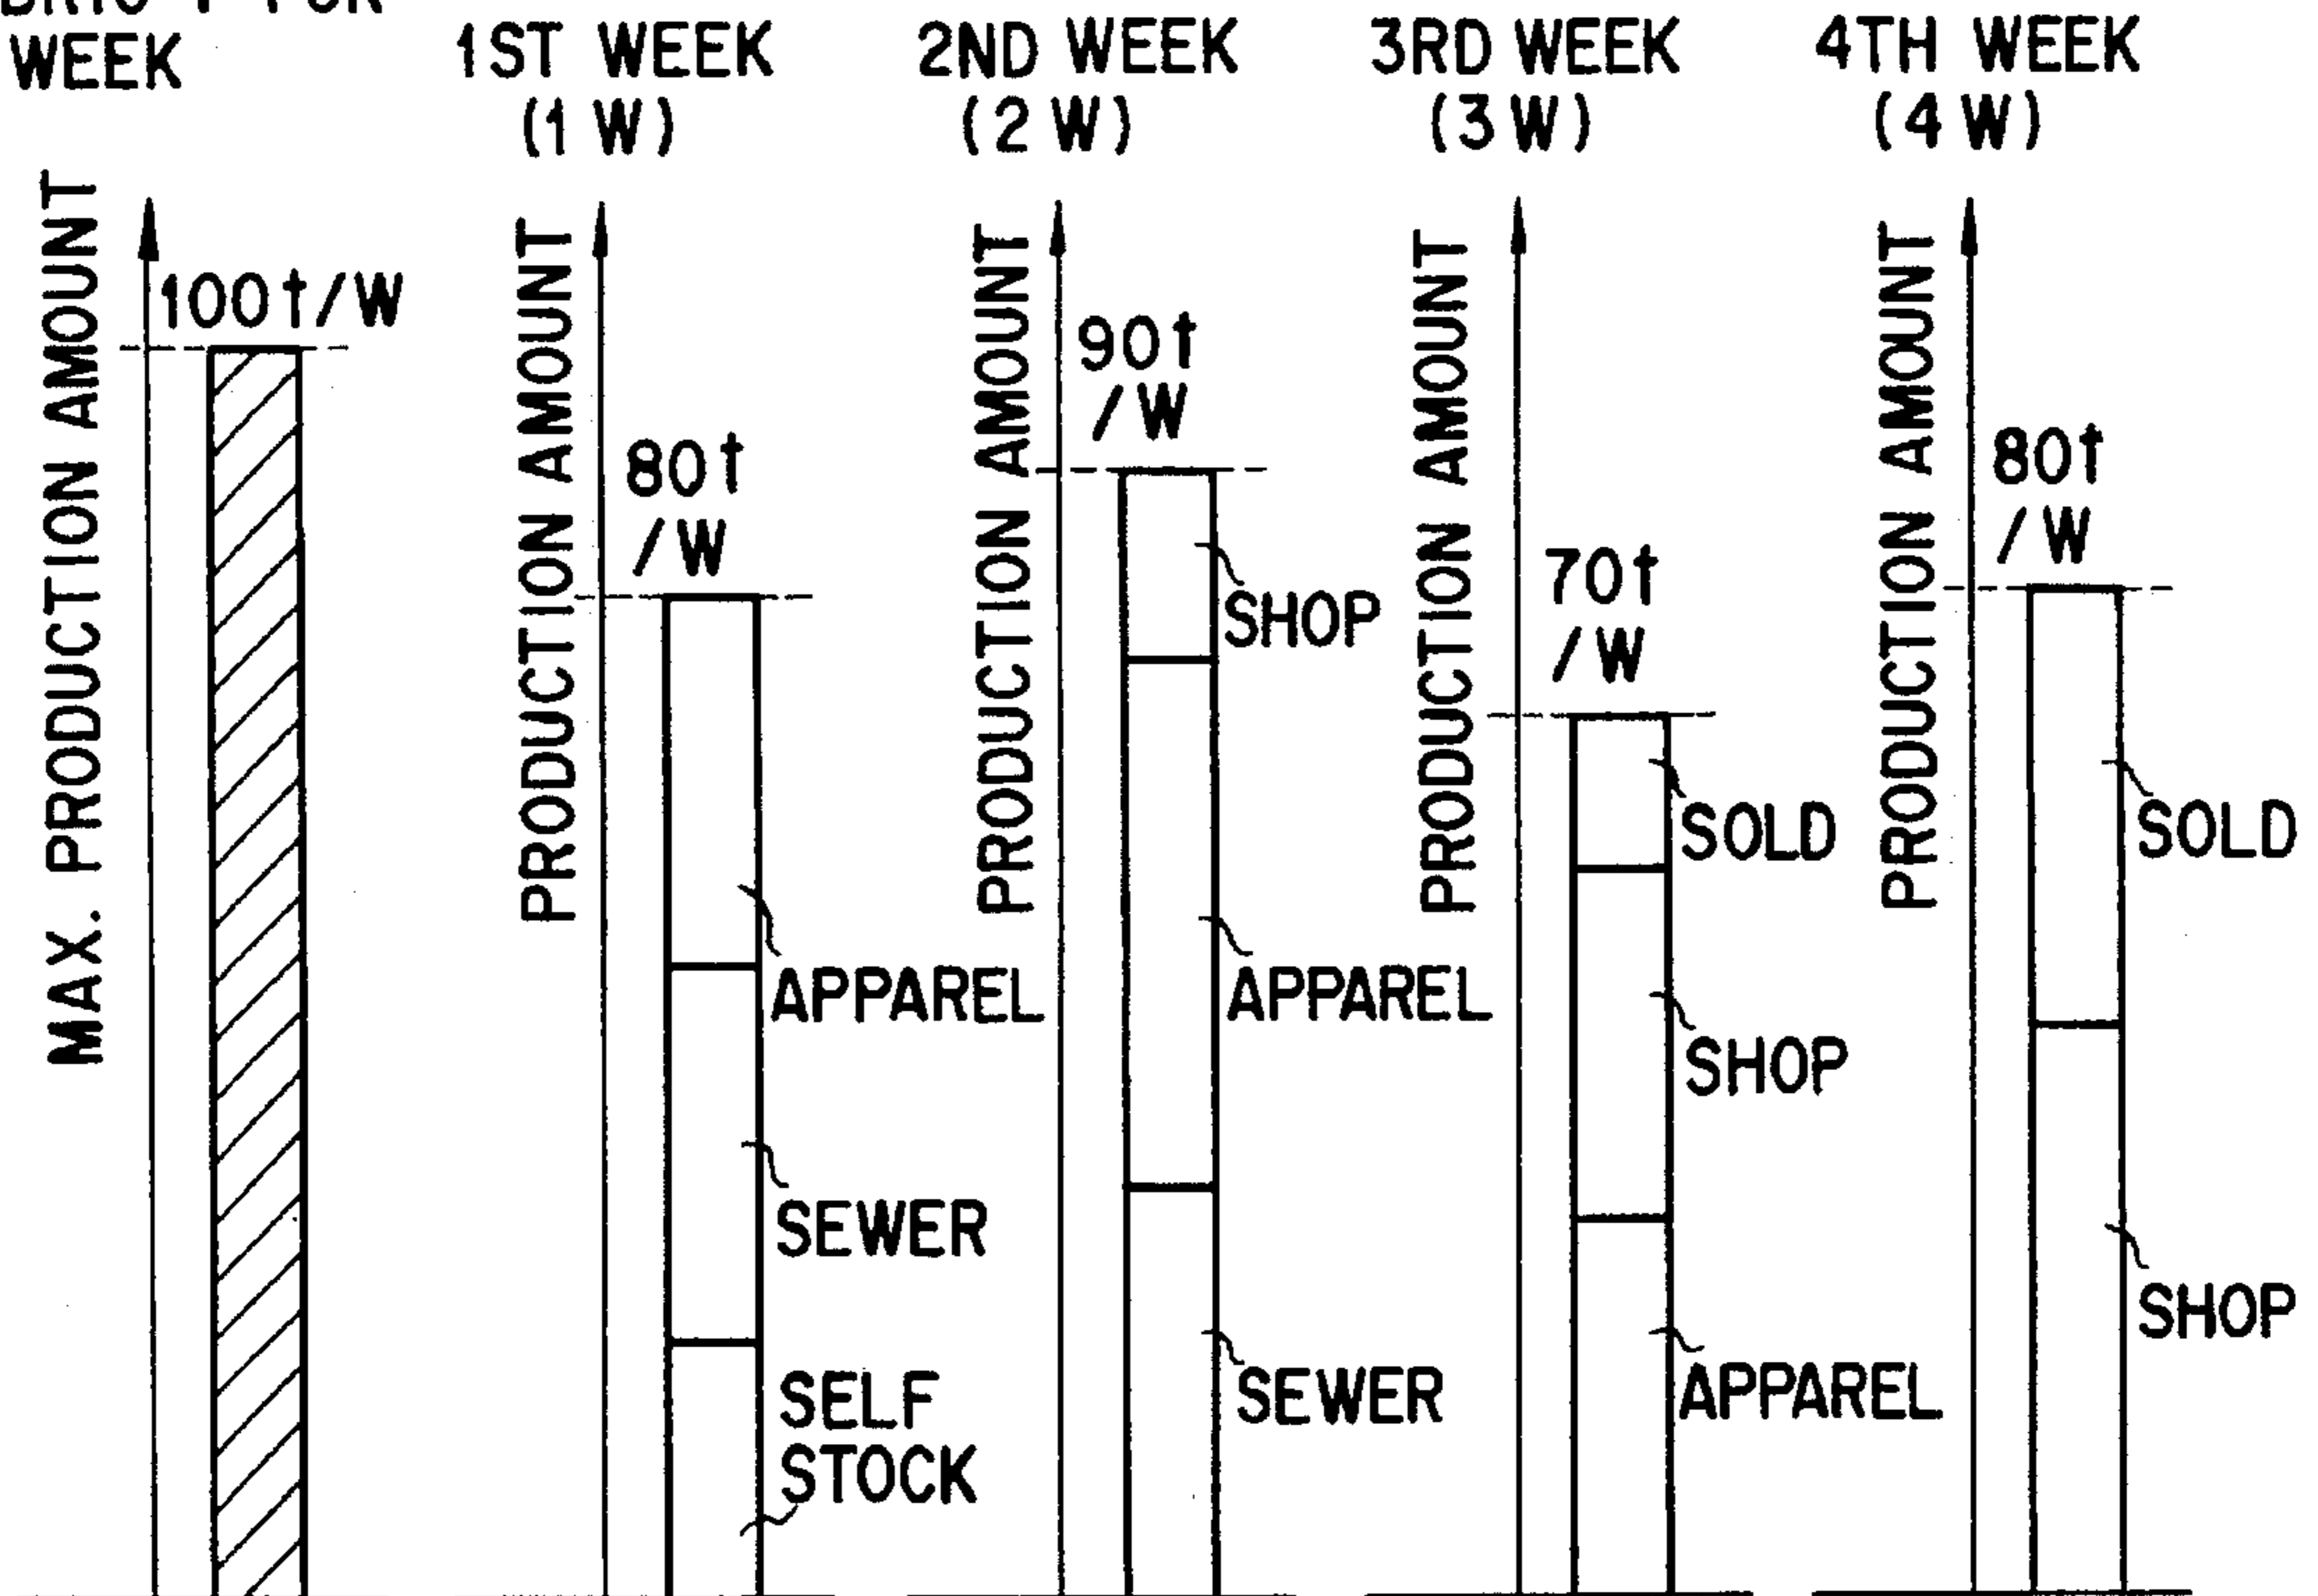 WEEK
1ST WEEK
(1 W)
2ND WEEK
(2 W)
3RD WEEK
(3 W)
4TH WEEK
(4 W)
MAX. PRODUCTION AMOUNT
100t/W
PRODUCTION AMOUNT
80t
/W
APPAREL
SEWER
SELF
STOCK
PRODUCTION AMOUNT
90t
/W
SHOP
APPAREL
SEWER
PRODUCTION AMOUNT
70t
/W
SOLD
SHOP
APPAREL
PRODUCTION AMOUNT
80t
/W
SOLD
SHOP